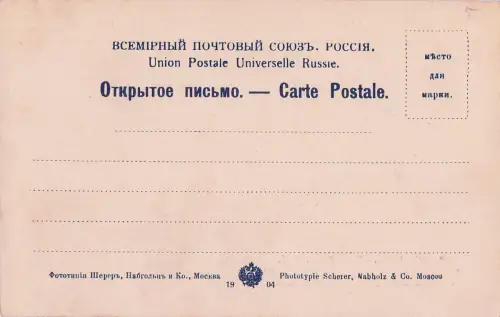 ВСЕМІРНЫЙ ПОЧТОВЫЙ СОЮЗЪ. РОССІЯ.
Union Postale Universelle Russie.
Открытое письмо. — Carte Postale.
мѣсто
для
марки.
Фототипія Шереръ, Набгольцъ и Ко., Москва
19 04
Phototypie Scherer, Nabholz & Co. Moscou